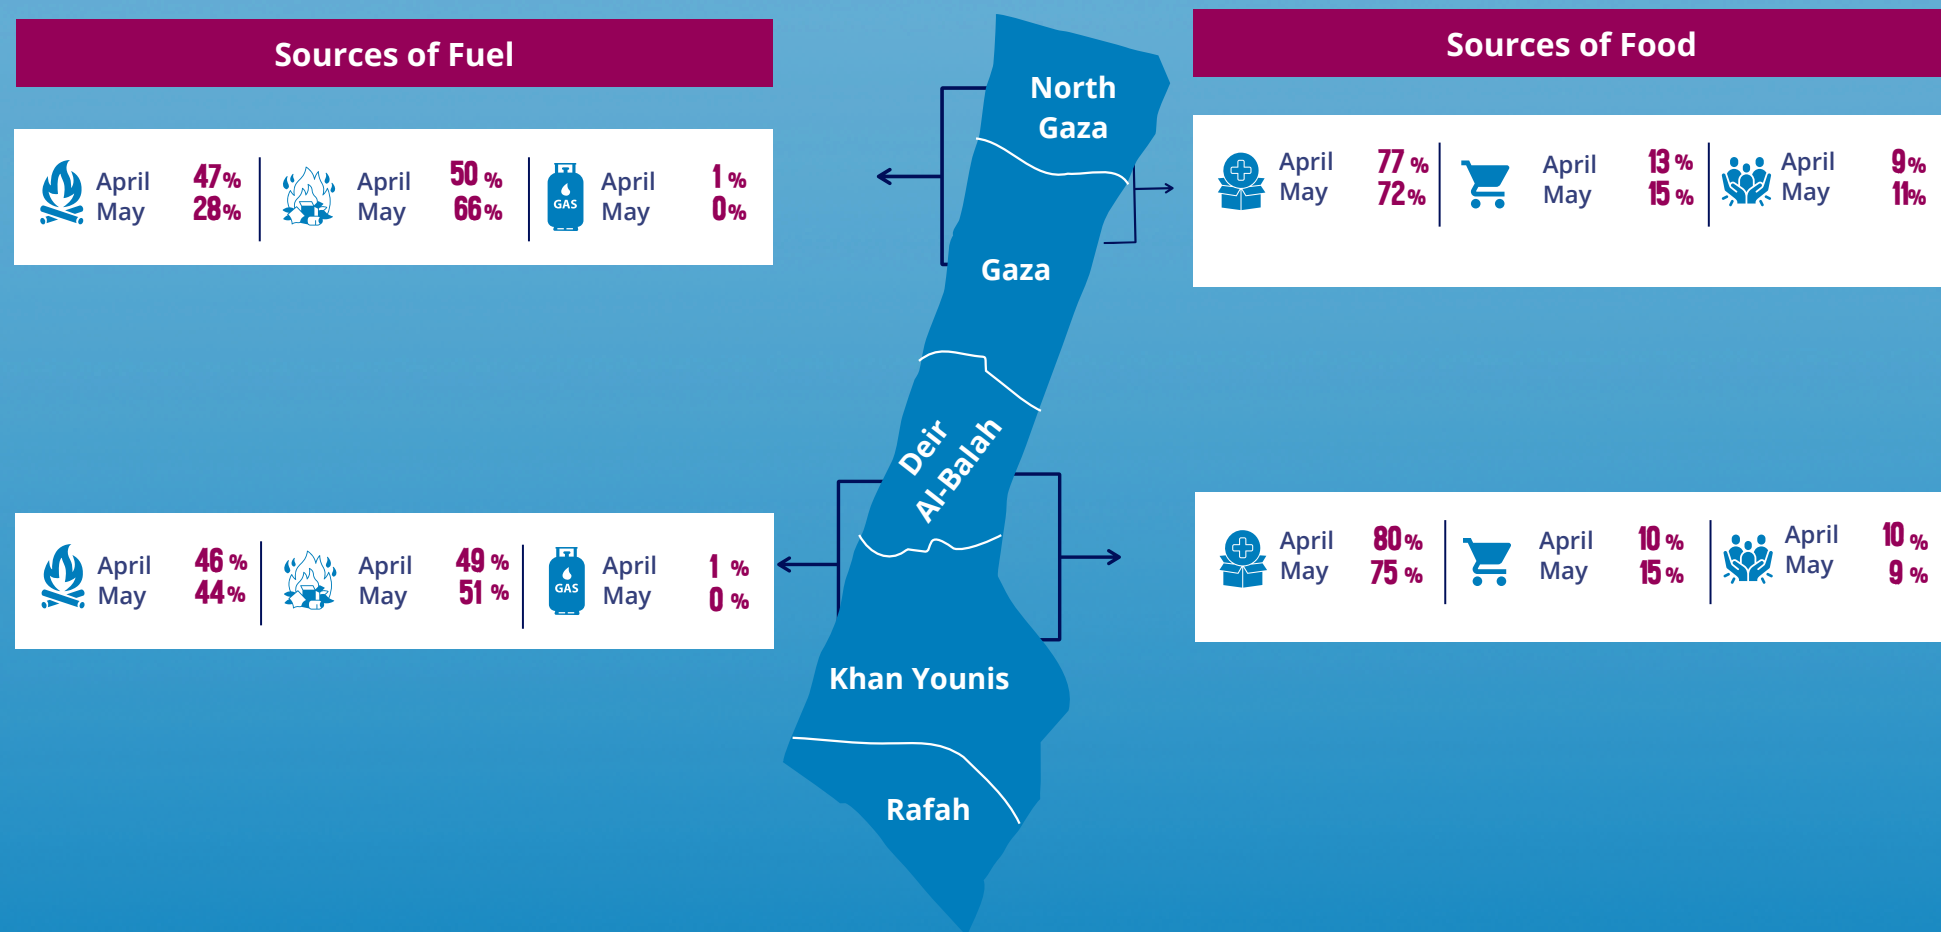 Sources of Fuel
Sources of Food
April 47% April 50 % April 1 %
May 28% May 66% May 0%
GAS
North
Gaza
April 77 % April 13 % April 9%
May 72% May 15 % May 11%
Gaza
Deir
Al-Balah
April 46 % April 49 % April 1 %
May 44% May 51 % May 0 %
GAS
April 80% April 10 % April 10 %
May 75 % May 15 % May 9 %
Khan Younis
Rafah